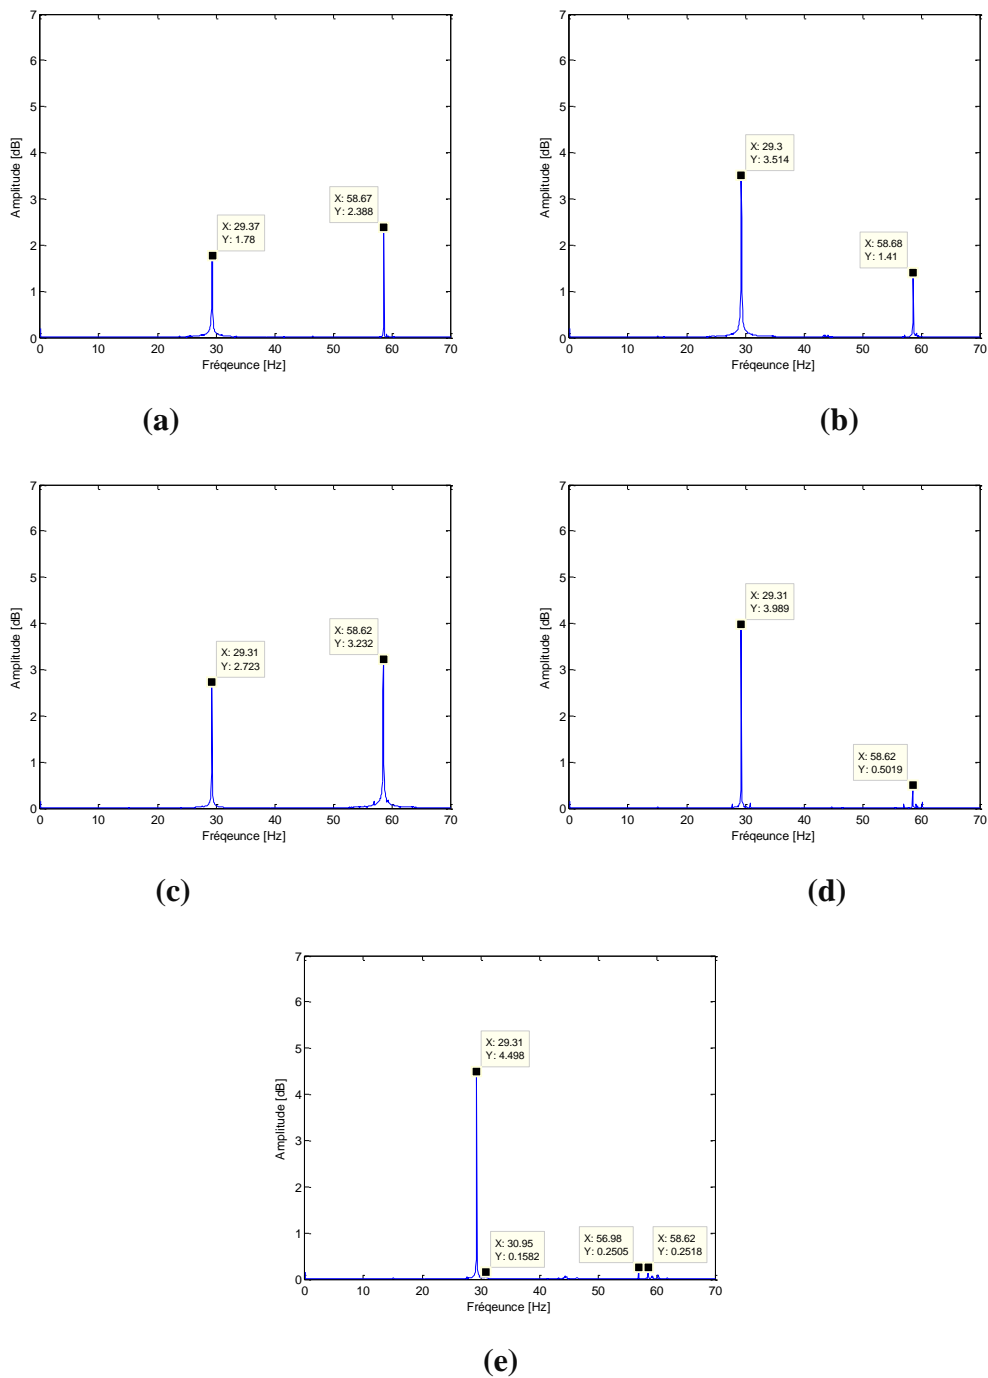 7
6
5
4
3
2
1
0
Amplitude [dB]
X: 29.37
Y: 1.78
X: 58.67
Y: 2.388
0 10 20 30 40 50 60 70
Fréqeunce [Hz]
(a)
7
6
5
4
3
2
1
0
Amplitude [dB]
X: 29.3
Y: 3.514
X: 58.68
Y: 1.41
0 10 20 30 40 50 60 70
Fréqeunce [Hz]
(b)
7
6
5
4
3
2
1
0
Amplitude [dB]
X: 29.31
Y: 2.723
X: 58.62
Y: 3.232
0 10 20 30 40 50 60 70
Fréqeunce [Hz]
(c)
7
6
5
4
3
2
1
0
Amplitude [dB]
X: 29.31
Y: 3.989
X: 58.62
Y: 0.5019
0 10 20 30 40 50 60 70
Fréqeunce [Hz]
(d)
7
6
5
4
3
2
1
0
Amplitude [dB]
X: 29.31
Y: 4.498
X: 30.95
Y: 0.1582
X: 56.98
Y: 0.2505
X: 58.62
Y: 0.2518
0 10 20 30 40 50 60 70
Fréqeunce [Hz]
(e)